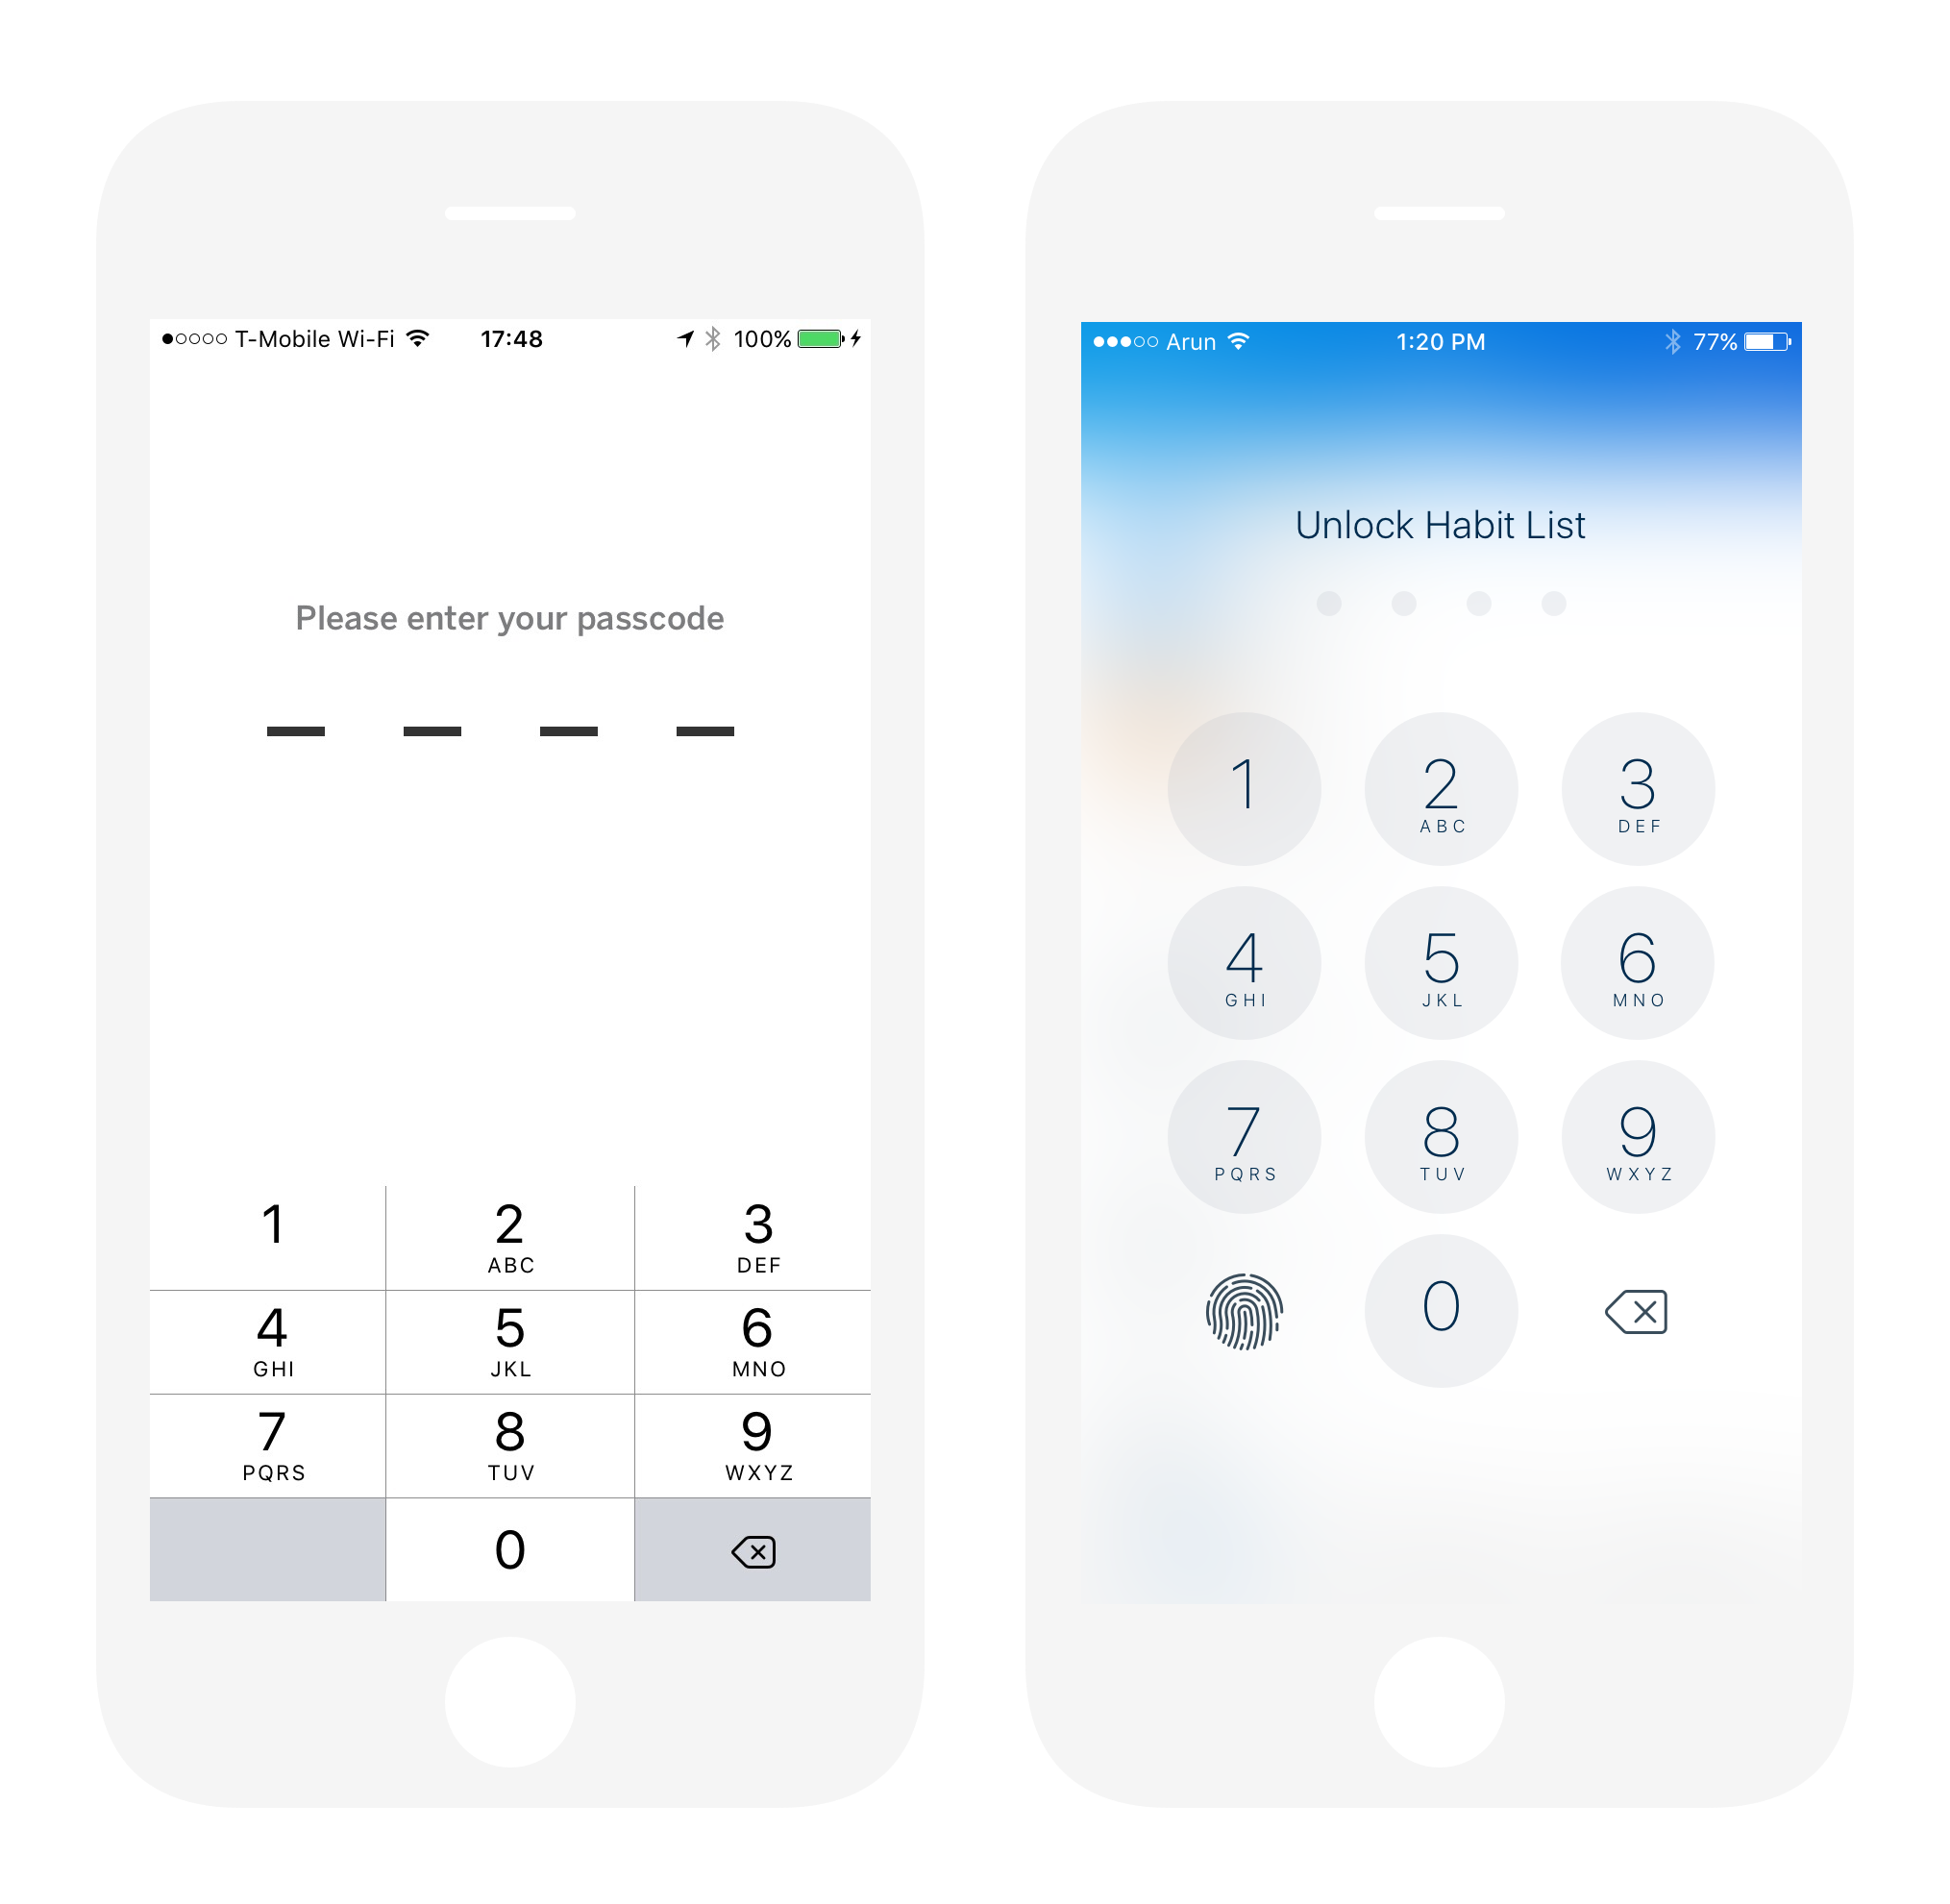 T-Mobile Wi-Fi 17:48 100%
Please enter your passcode
1 2 3
ABC DEF
4 5 6
GHI JKL MNO
7 8 9
PQRS TUV WXYZ
0
Arun 1:20 PM 77%
Unlock Habit List
1 2 3
ABC DEF
4 5 6
GHI JKL MNO
7 8 9
PQRS TUV WXYZ
0